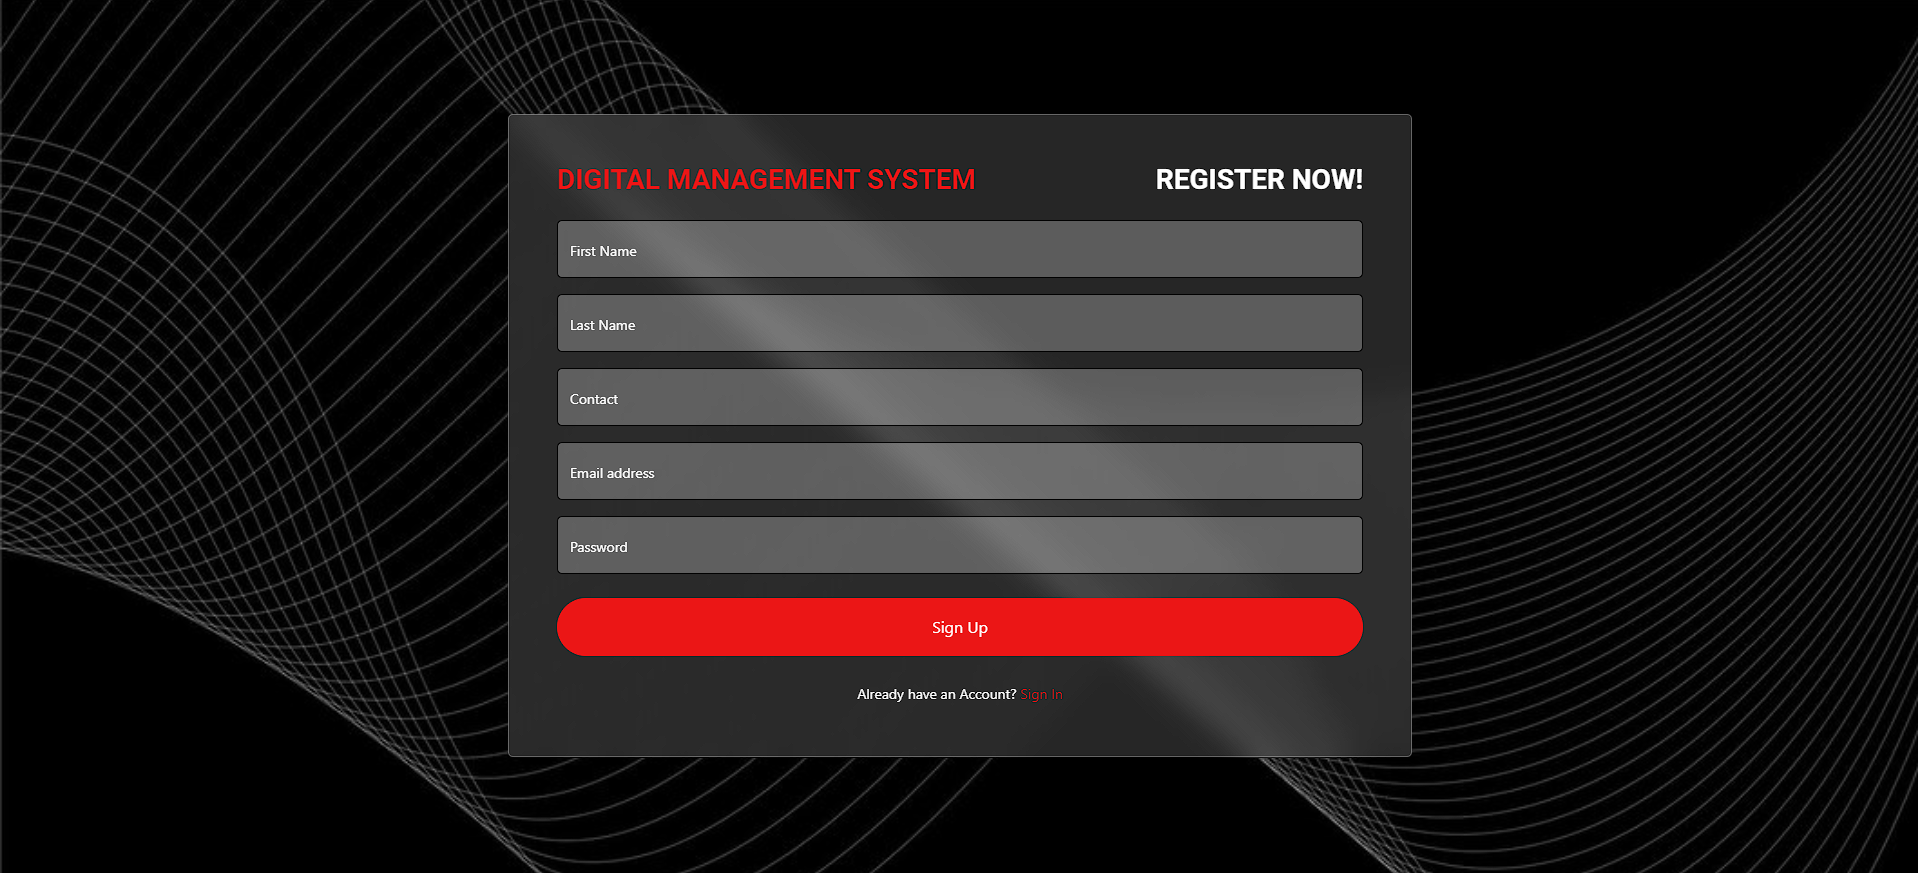 DIGITAL MANAGEMENT SYSTEM REGISTER NOW!
First Name
Last Name
Contact
Email address
Password
Sign Up
Already have an Account? Sign In